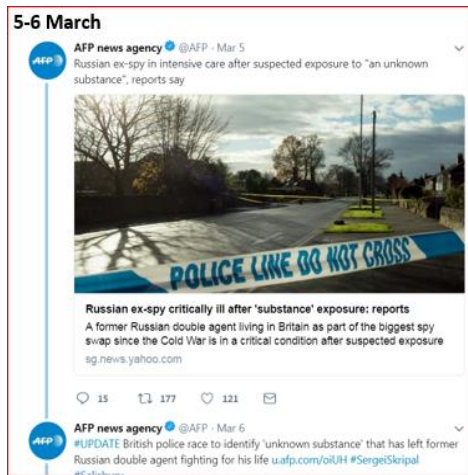 5-6 March
AFP
AFP news agency @AFP · Mar 5
Russian ex-spy in intensive care after suspected exposure to "an unknown
substance", reports say
POLICE LINE DO NOT CROSS
Russian ex-spy critically ill after 'substance' exposure: reports
A former Russian double agent living in Britain as part of the biggest spy
swap since the Cold War is in a critical condition after suspected exposure
sg.news.yahoo.com
15 177 121
AFP
AFP news agency @AFP · Mar 6
#UPDATE British police race to identify 'unknown substance' that has left former
Russian double agent fighting for his life u.afp.com/oiUH #SergeiSkripal
#Salisbury